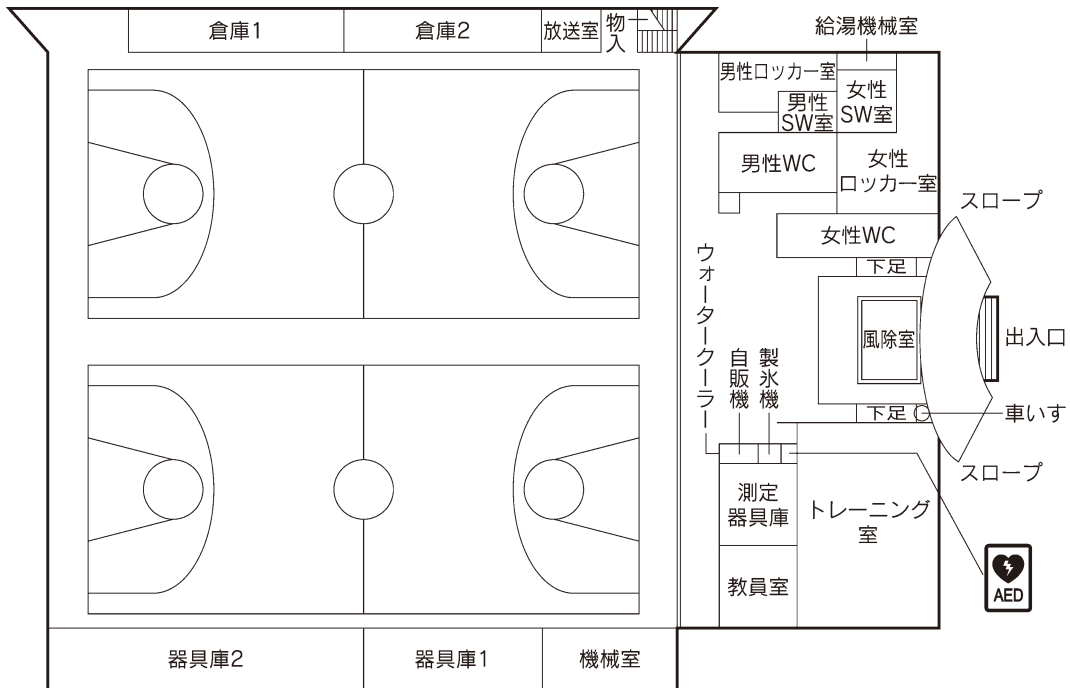 倉庫1
倉庫2
放送室
物入
給湯機械室
男性ロッカー室
男性
SW室
女性
SW室
男性WC
女性
ロッカー室
スロープ
女性WC
下足
ウォータークーラー
風除室
出入口
自販機
製氷機
下足
車いす
スロープ
測定
器具庫
トレーニング
室
教員室
AED
器具庫2
器具庫1
機械室